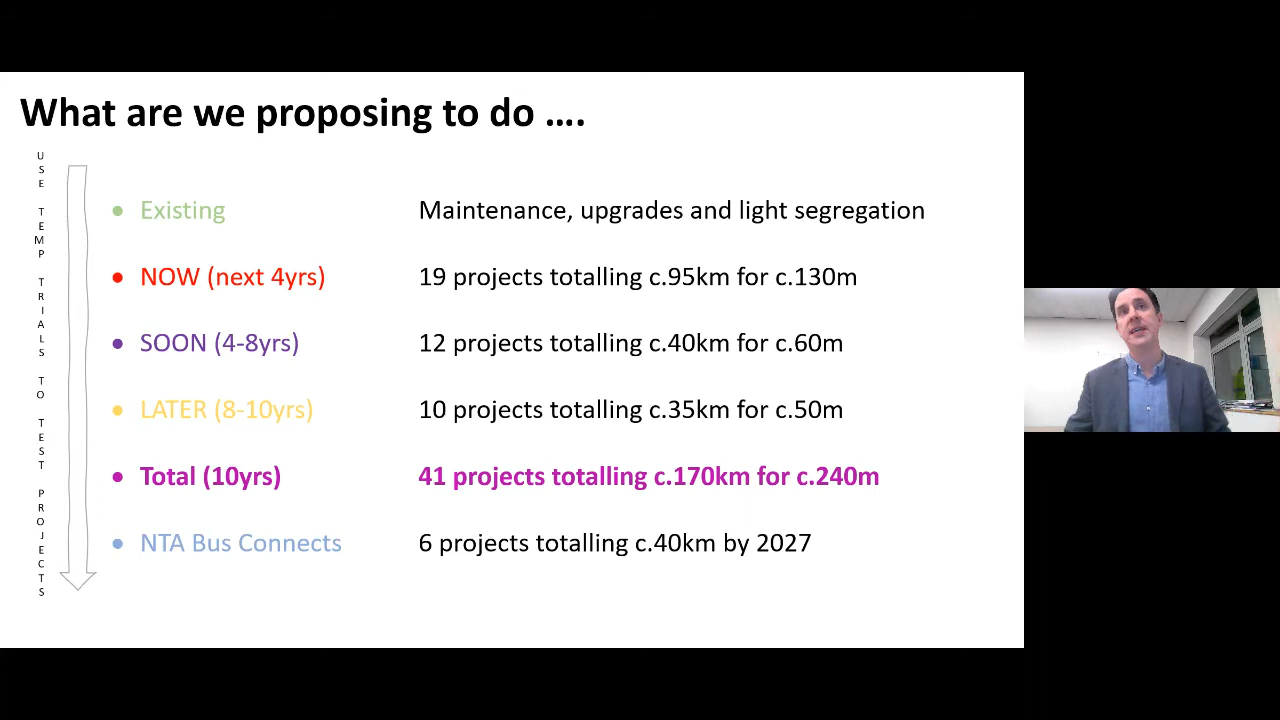 What are we proposing to do ....
USE TEMP TRIALS TO TEST PROJECTS
• Existing Maintenance, upgrades and light segregation
• NOW (next 4yrs) 19 projects totalling c.95km for c.130m
• SOON (4-8yrs) 12 projects totalling c.40km for c.60m
• LATER (8-10yrs) 10 projects totalling c.35km for c.50m
• Total (10yrs) 41 projects totalling c.170km for c.240m
• NTA Bus Connects 6 projects totalling c.40km by 2027